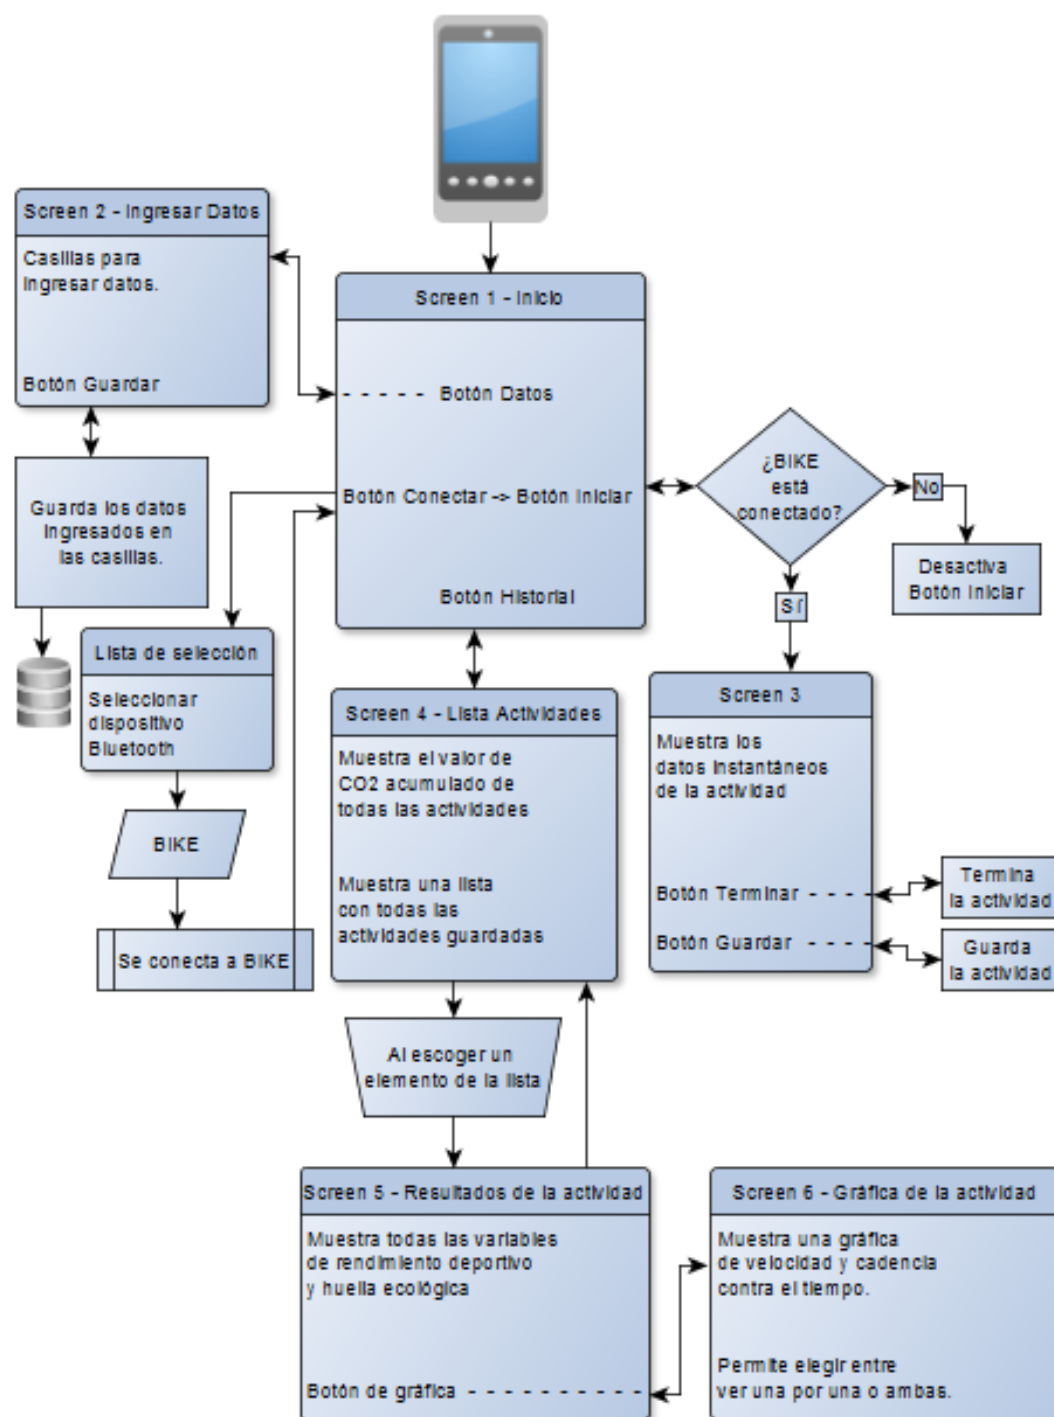 Screen 2 - Ingresar Datos
Casillas para
Ingresar datos.
Botón Guardar
Guarda los datos
Ingresados en
las casillas.
Screen 1 - Inicio
- - - - - Botón Datos
Botón Conectar -> Botón Iniciar
Botón Historial
¿BIKE
está
conectado?
No
Desactiva
Botón Iniciar
Sí
Lista de selección
Seleccionar
dispositivo
Bluetooth
BIKE
Se conecta a BIKE
Screen 4 - Lista Actividades
Muestra el valor de
CO2 acumulado de
todas las actividades
Muestra una lista
con todas las
actividades guardadas
Screen 3
Muestra los
datos Instantáneos
de la actividad
Botón Terminar - - - -
Botón Guardar - - - -
Termina
la actividad
Guarda
la actividad
Al escoger un
elemento de la lista
Screen 5 - Resultados de la actividad
Muestra todas las variables
de rendimiento deportivo
y huella ecológica
Botón de gráfica - - - - - - - - - -
Screen 6 - Gráfica de la actividad
Muestra una gráfica
de velocidad y cadencia
contra el tiempo.
Permite elegir entre
ver una por una o ambas.